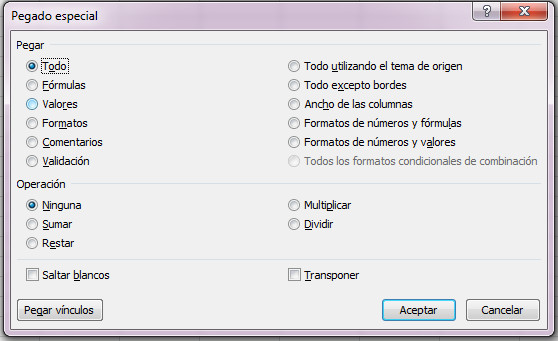 Pegado especial
Pegar
Todo
Fórmulas
Valores
Formatos
Comentarios
Validación
Todo utilizando el tema de origen
Todo excepto bordes
Ancho de las columnas
Formatos de números y fórmulas
Formatos de números y valores
Todos los formatos condicionales de combinación
Operación
Ninguna
Sumar
Restar
Multiplicar
Dividir
Saltar blancos
Transponer
Pegar vínculos
Aceptar
Cancelar